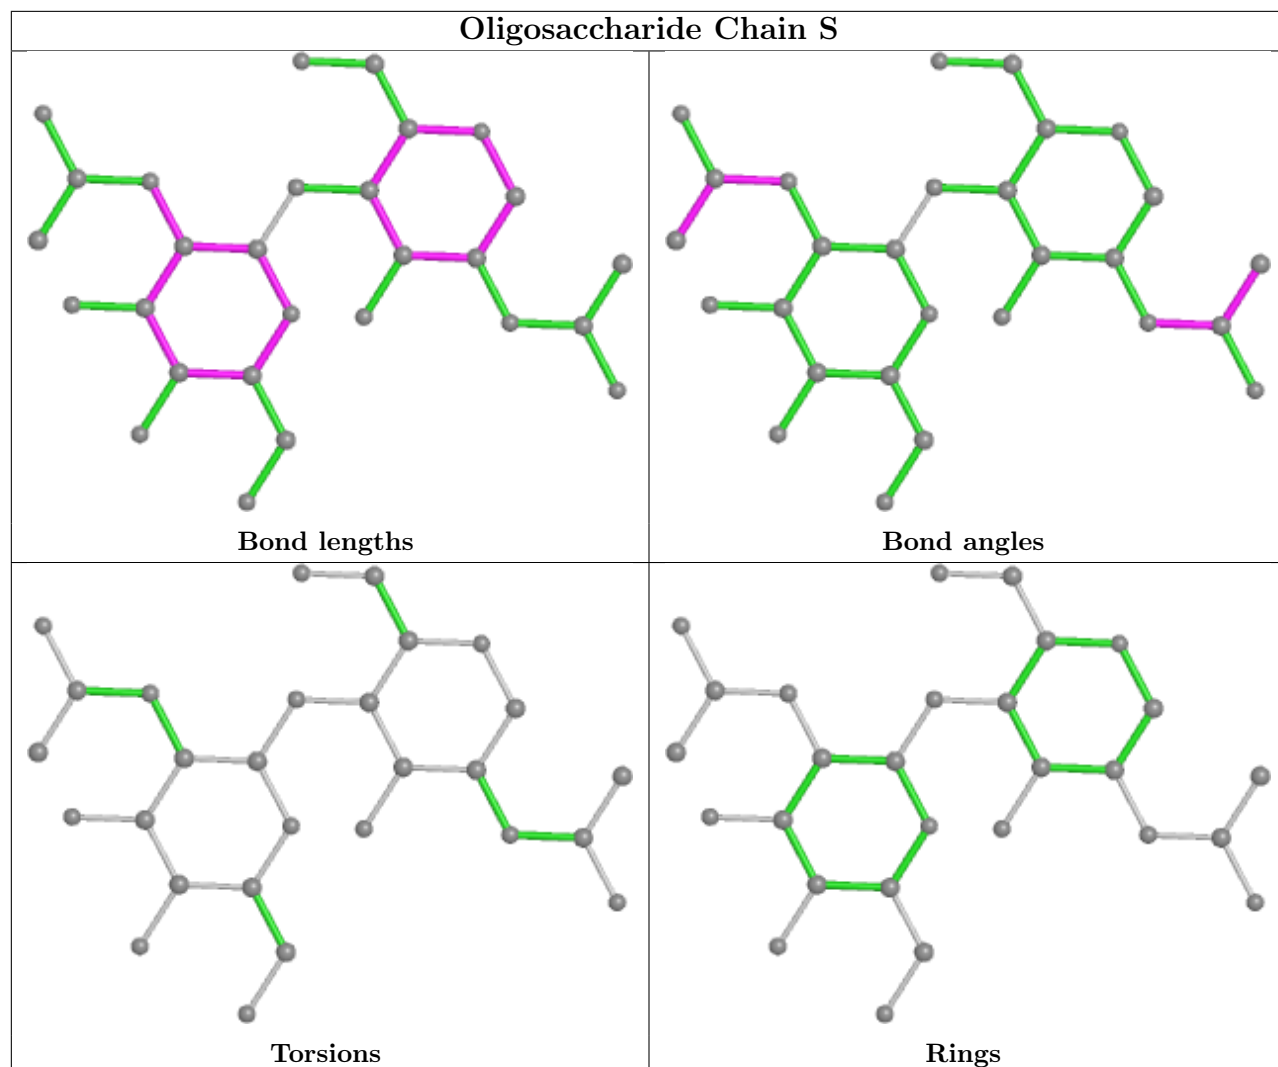 Oligosaccharide Chain S
Bond lengths
Bond angles
Torsions
Rings